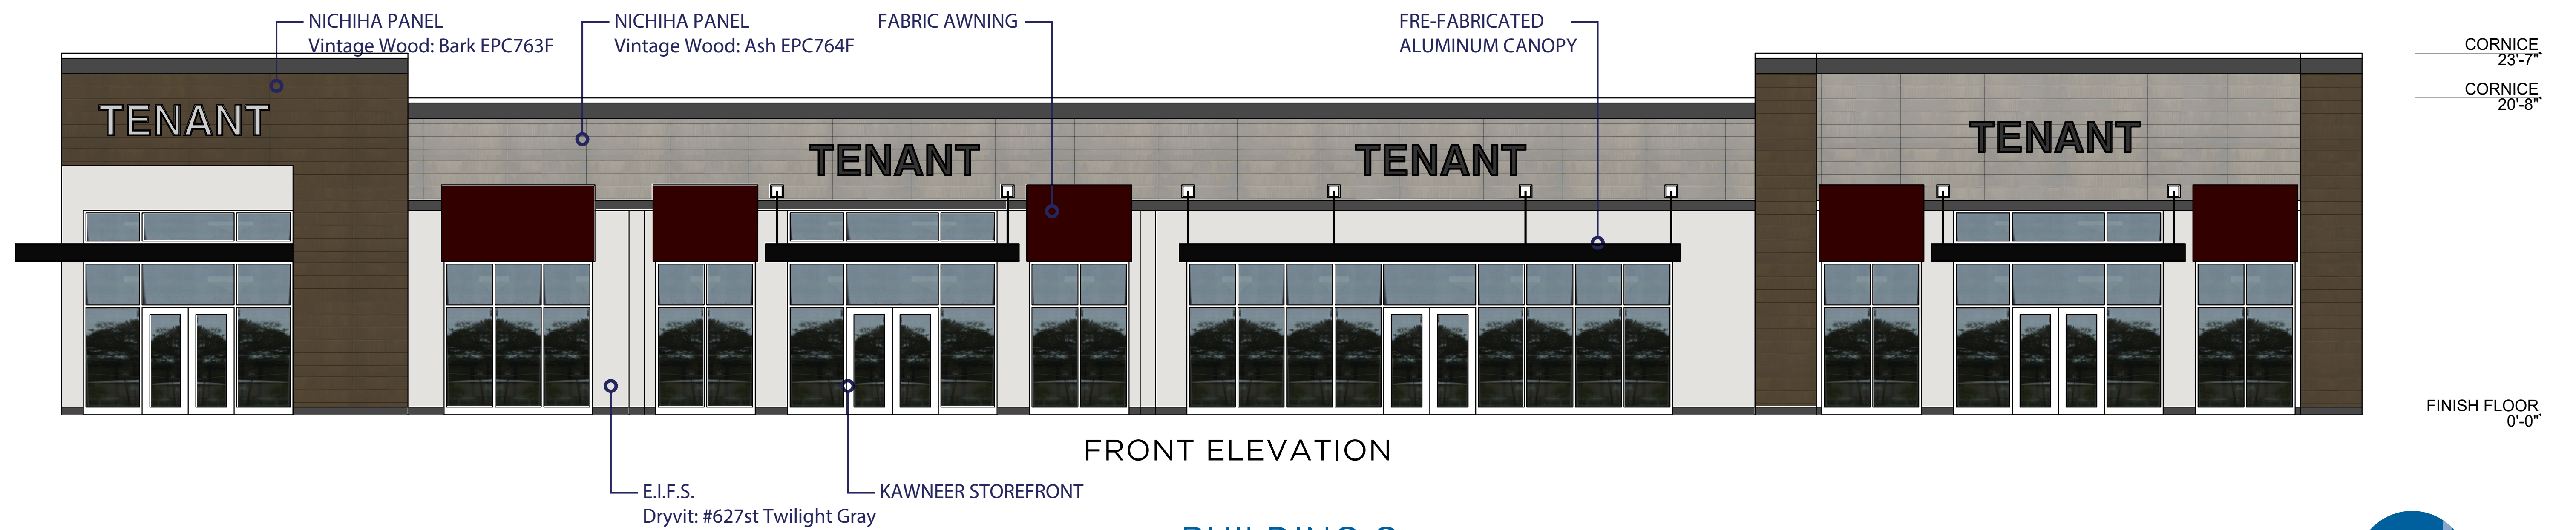 NICHIHA PANEL
Vintage Wood: Bark EPC763F
NICHIHA PANEL
Vintage Wood: Ash EPC764F
FABRIC AWNING
FRE-FABRICATED
ALUMINUM CANOPY
CORNICE
23'-7"
CORNICE
20'-8"
TENANT
TENANT
TENANT
TENANT
FINISH FLOOR
0'-0"
FRONT ELEVATION
E.I.F.S.
Dryvit: #627st Twilight Gray
KAWNEER STOREFRONT